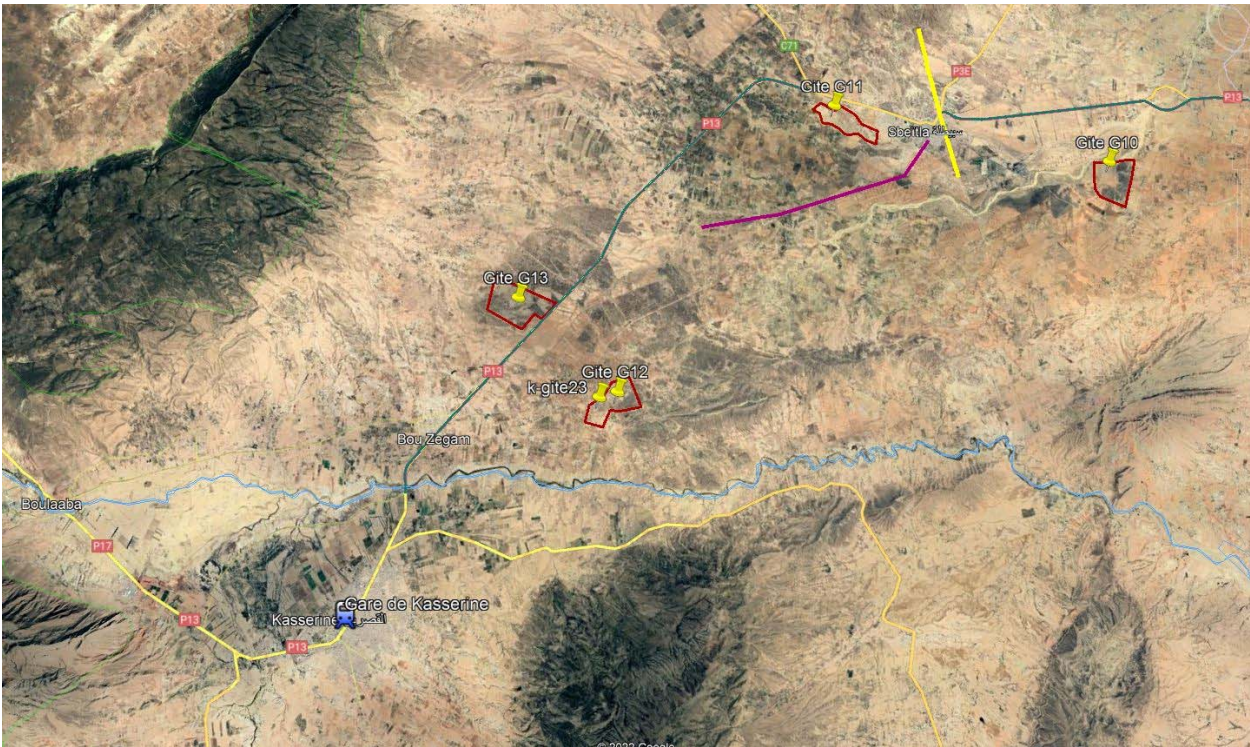 C71
P3E
Gite G11
P13
P13
Sbeitla
Gite G10
Gite G13
P13
Gite G12
k-gite23
Bou Zegam
Boulaaba
P17
Gare de Kasserine
P13
Kasserine القصرين
P13
© 2022 Google